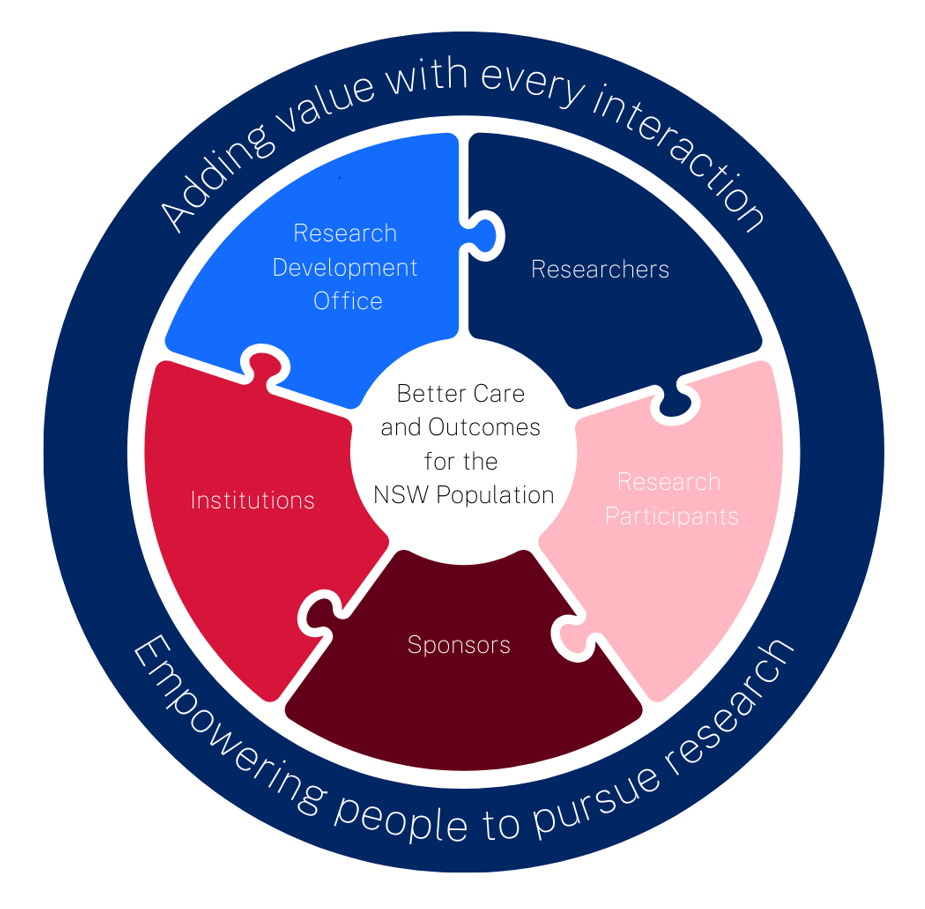 Adding value with every interaction
Research
Development
Office
Researchers
Better Care
and Outcomes
for the
NSW Population
Institutions
Research
Participants
Sponsors
Empowering people to pursue research